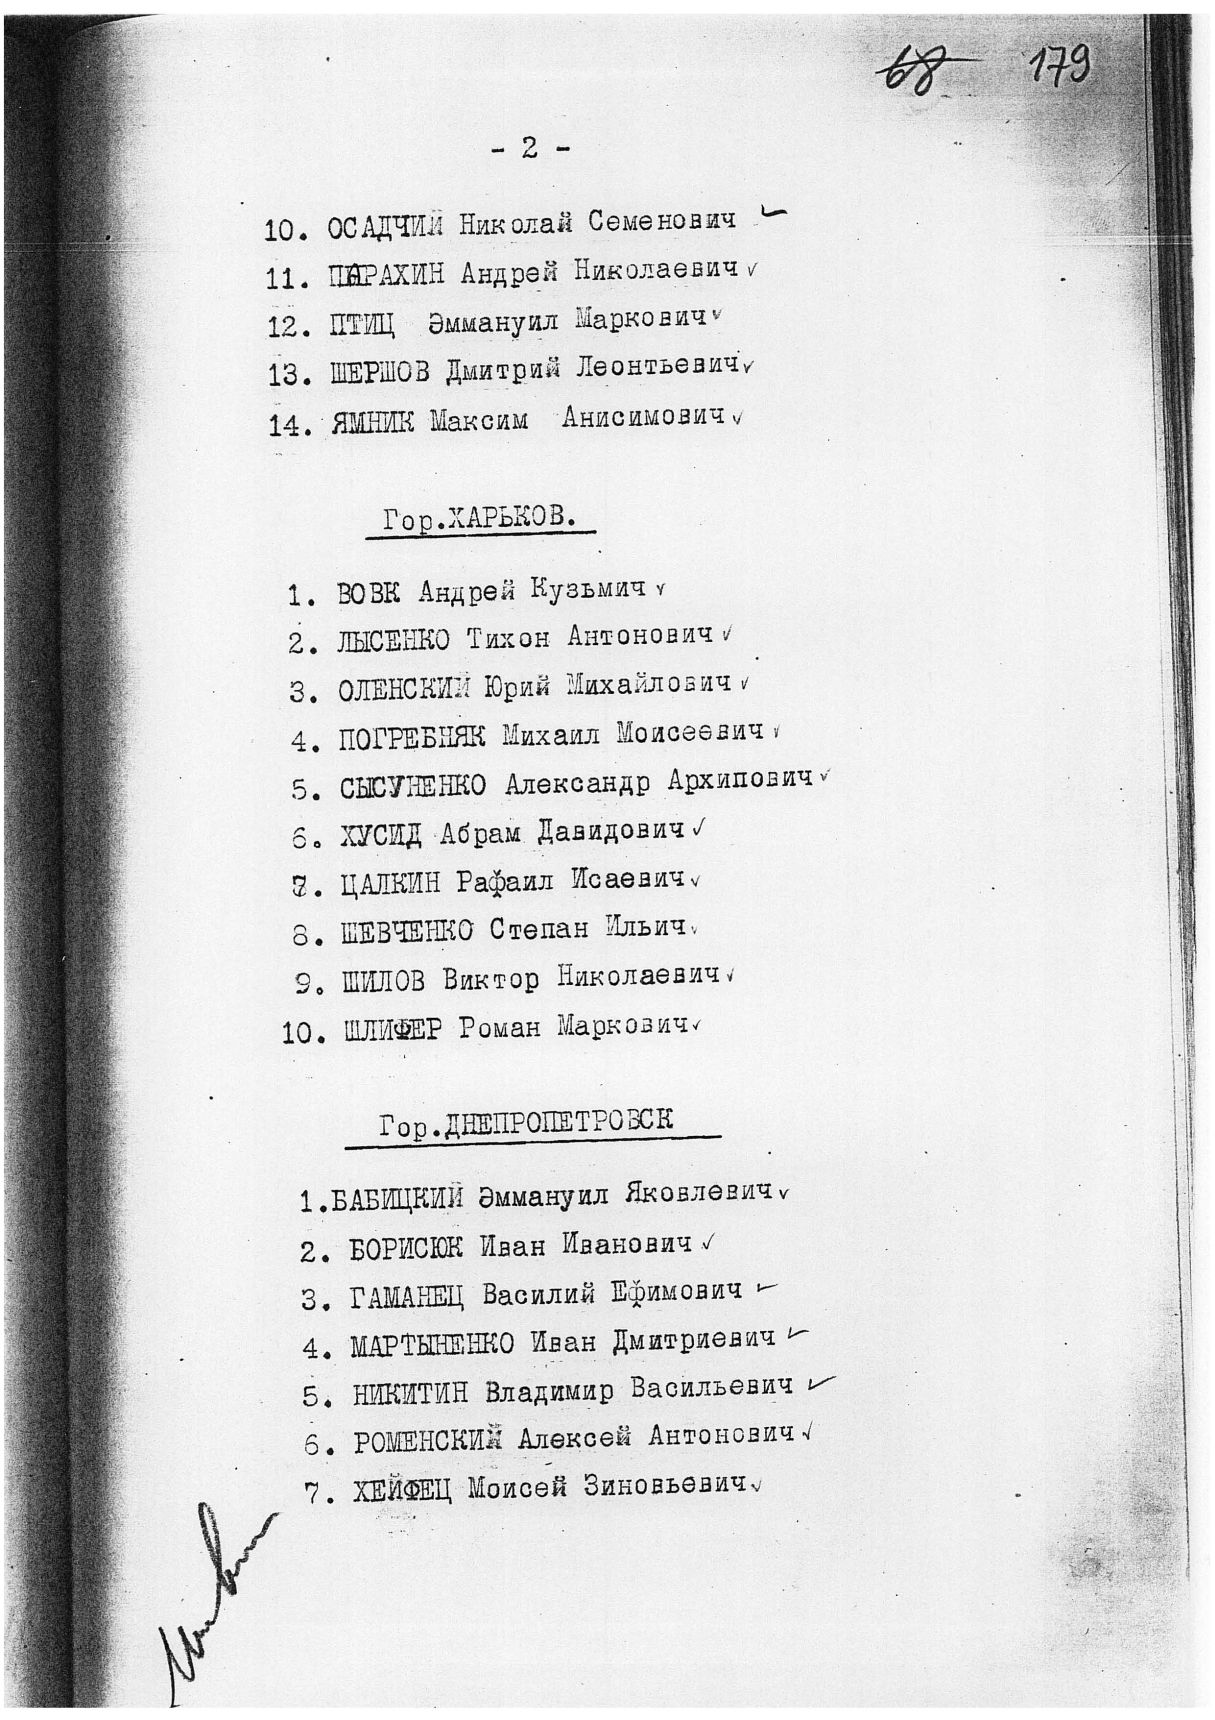 68 179
- 2 -
10. ОСАДЧИЙ Николай Семенович
11. ПАРАХИН Андрей Николаевич
12. ПТИЦ Эммануил Маркович
13. ШЕРШОВ Дмитрий Леонтьевич
14. ЯМНИК Максим Анисимович
Гор.ХАРЬКОВ.
1. ВОВК Андрей Кузьмич
2. ЛЫСЕНКО Тихон Антонович
3. ОЛЕНСКИЙ Юрий Михайлович
4. ПОГРЕБНЯК Михаил Моисеевич
5. СЫСУНЕНКО Александр Архипович
6. ХУСИД Абрам Давидович
7. ЦАЛКИН Рафаил Исаевич
8. ШЕВЧЕНКО Степан Ильич
9. ШИЛОВ Виктор Николаевич
10. ШЛИФЕР Роман Маркович
Гор.ДНЕПРОПЕТРОВСК
1.БАБИЦКИЙ Эммануил Яковлевич
2. БОРИСЮК Иван Иванович
3. ГАМАНЕЦ Василий Ефимович
4. МАРТЫНЕНКО Иван Дмитриевич
5. НИКИТИН Владимир Васильевич
6. РОМЕНСКИЙ Алексей Антонович
7. ХЕЙФЕЦ Моисей Зиновьевич